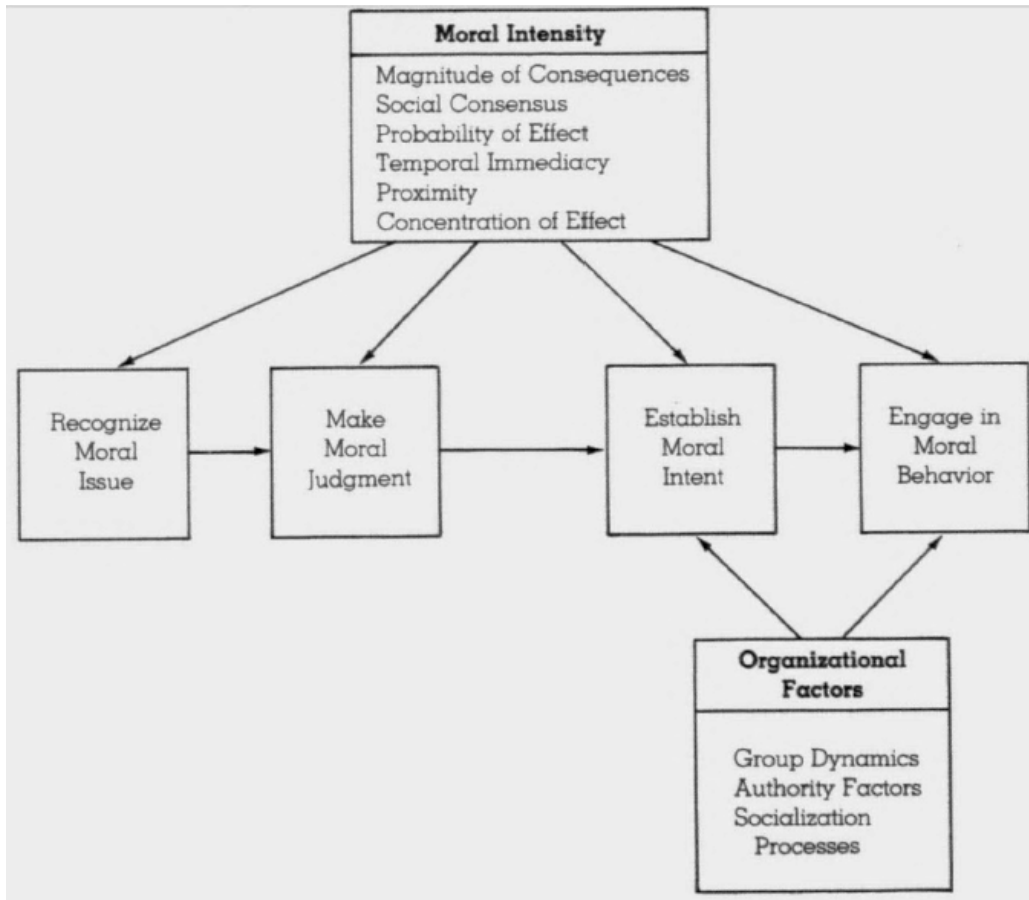 Moral Intensity
Magnitude of Consequences
Social Consensus
Probability of Effect
Temporal Immediacy
Proximity
Concentration of Effect
Recognize
Moral
Issue
Make
Moral
Judgment
Establish
Moral
Intent
Engage in
Moral
Behavior
Organizational
Factors
Group Dynamics
Authority Factors
Socialization
Processes